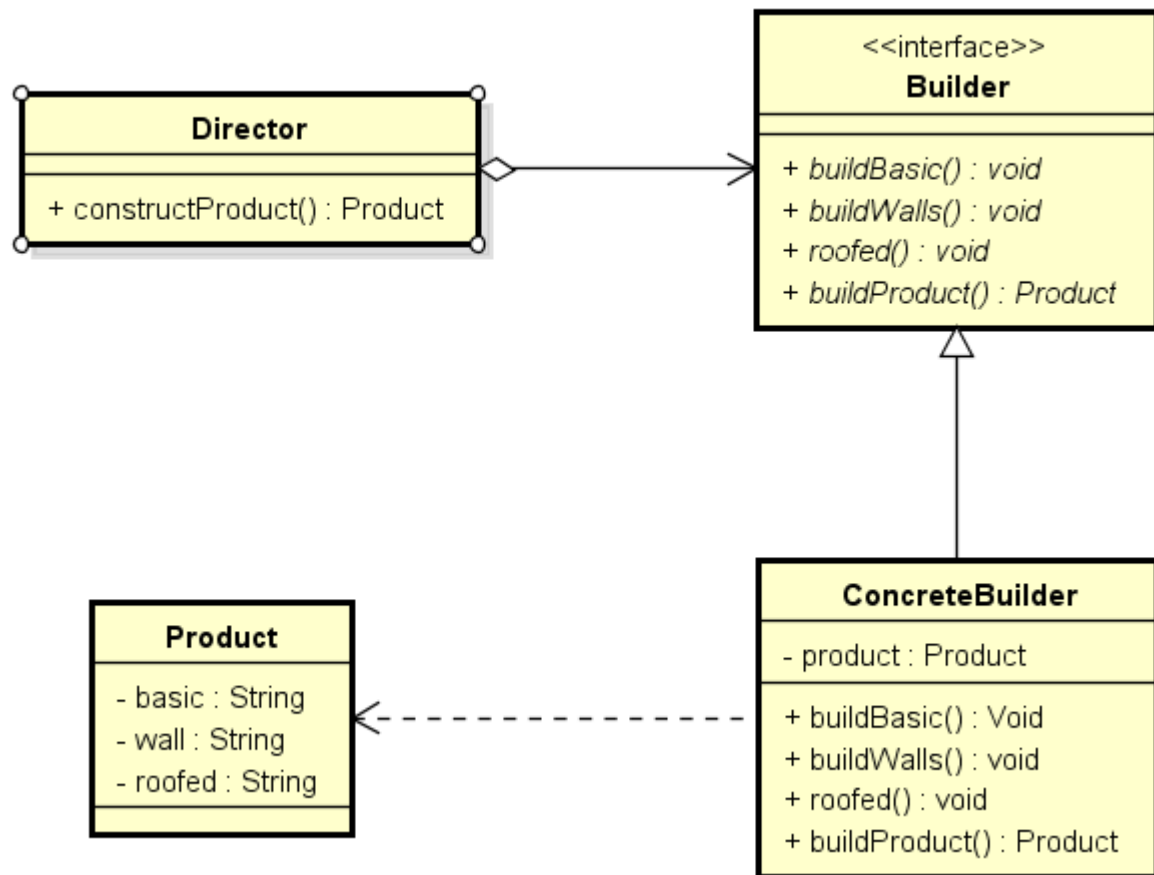 Director
+ constructProduct() : Product
<<interface>>
Builder
+ buildBasic() : void
+ buildWalls() : void
+ roofed() : void
+ buildProduct() : Product
Product
- basic : String
- wall : String
- roofed : String
ConcreteBuilder
- product : Product
+ buildBasic() : Void
+ buildWalls() : void
+ roofed() : void
+ buildProduct() : Product